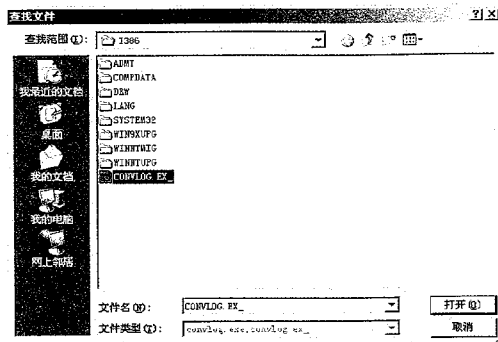 查找文件
查找范围(I):
I386
我最近的文档
桌面
我的文档
我的电脑
网上邻居
ADMT
COMPDATA
DRW
LANG
SYSTEM32
WIN9XUPG
WINNTMIG
WINNTUPG
CONVLOG.EX_
文件名(N):
CONVLOG.EX_
打开(O)
文件类型(T):
convlog.exe,convlog.ex_
取消